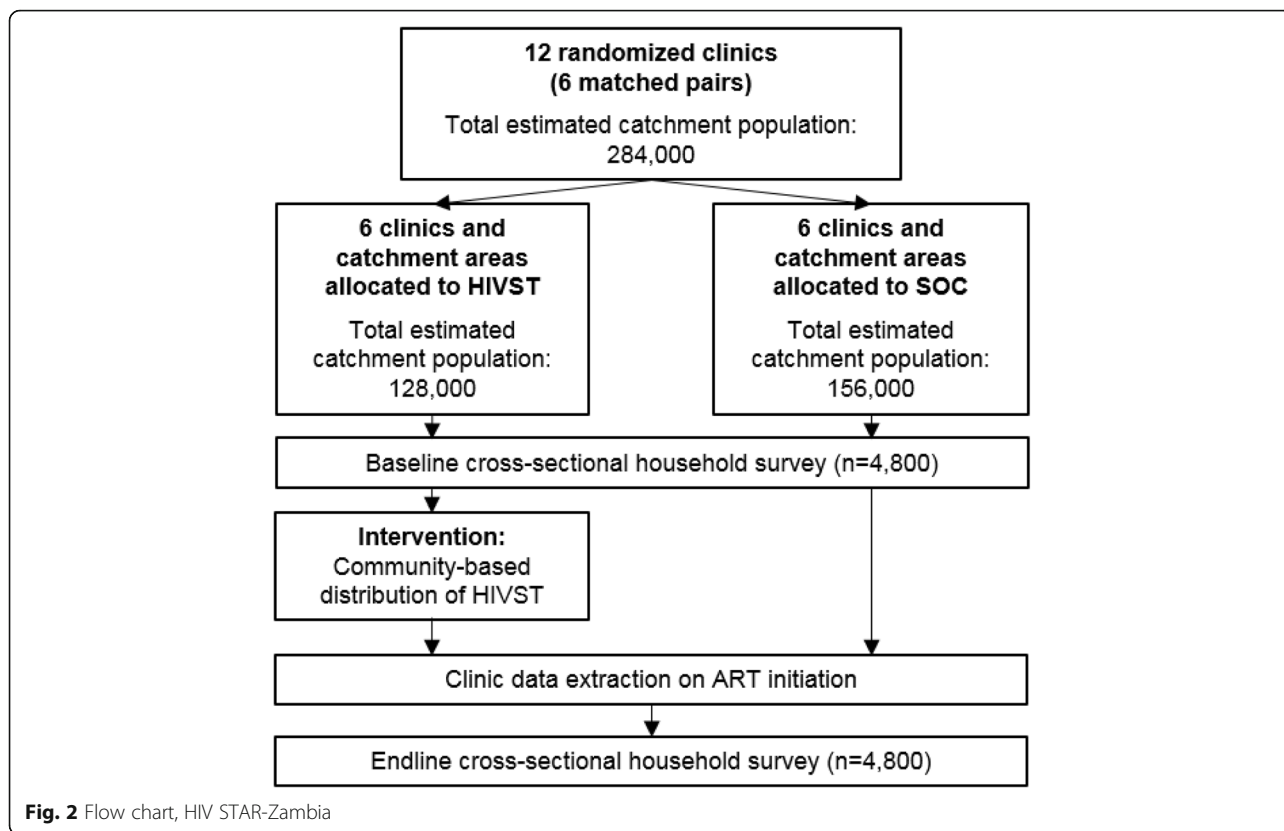 12 randomized clinics
(6 matched pairs)
Total estimated catchment population:
284,000
6 clinics and
catchment areas
allocated to HIVST
Total estimated
catchment population:
128,000
6 clinics and
catchment areas
allocated to SOC
Total estimated
catchment population:
156,000
Baseline cross-sectional household survey (n=4,800)
Intervention:
Community-based
distribution of HIVST
Clinic data extraction on ART initiation
Endline cross-sectional household survey (n=4,800)
Fig. 2 Flow chart, HIV STAR-Zambia